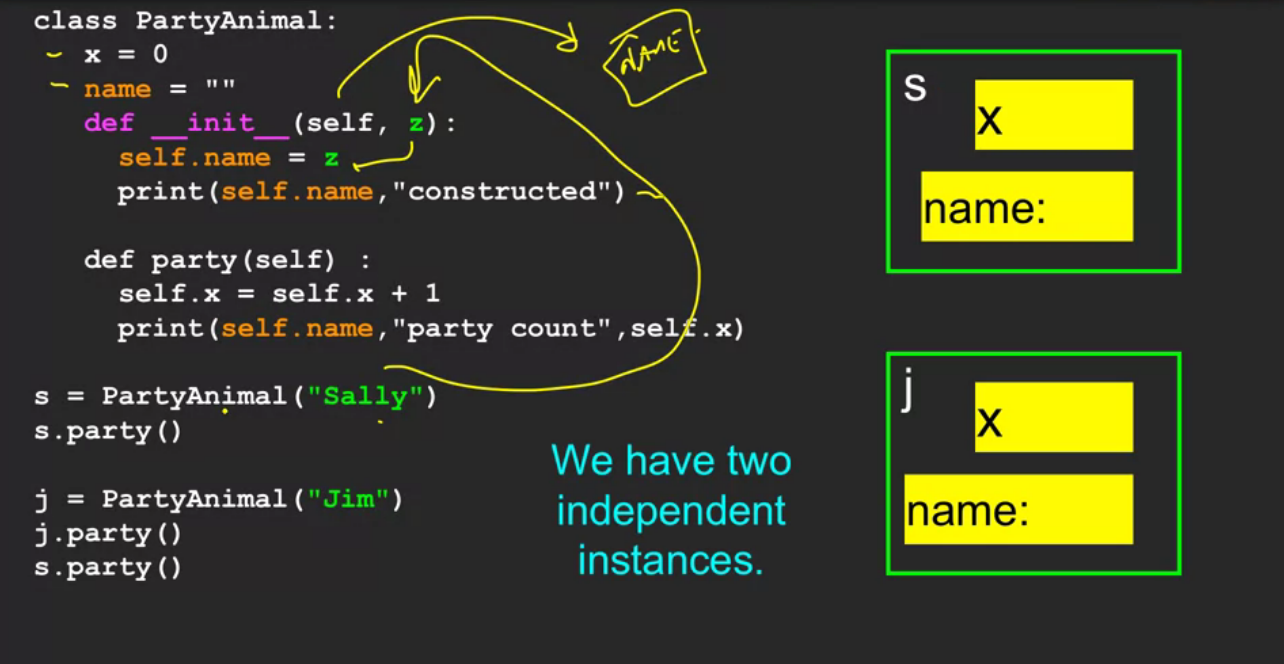 class PartyAnimal:
x = 0
name = ""
def __init__(self, z):
self.name = z
print(self.name,"constructed")
def party(self) :
self.x = self.x + 1
print(self.name,"party count",self.x)
s = PartyAnimal("Sally")
s.party()
j = PartyAnimal("Jim")
j.party()
s.party()
NAME
We have two
independent
instances.
s
x
name:
j
x
name: